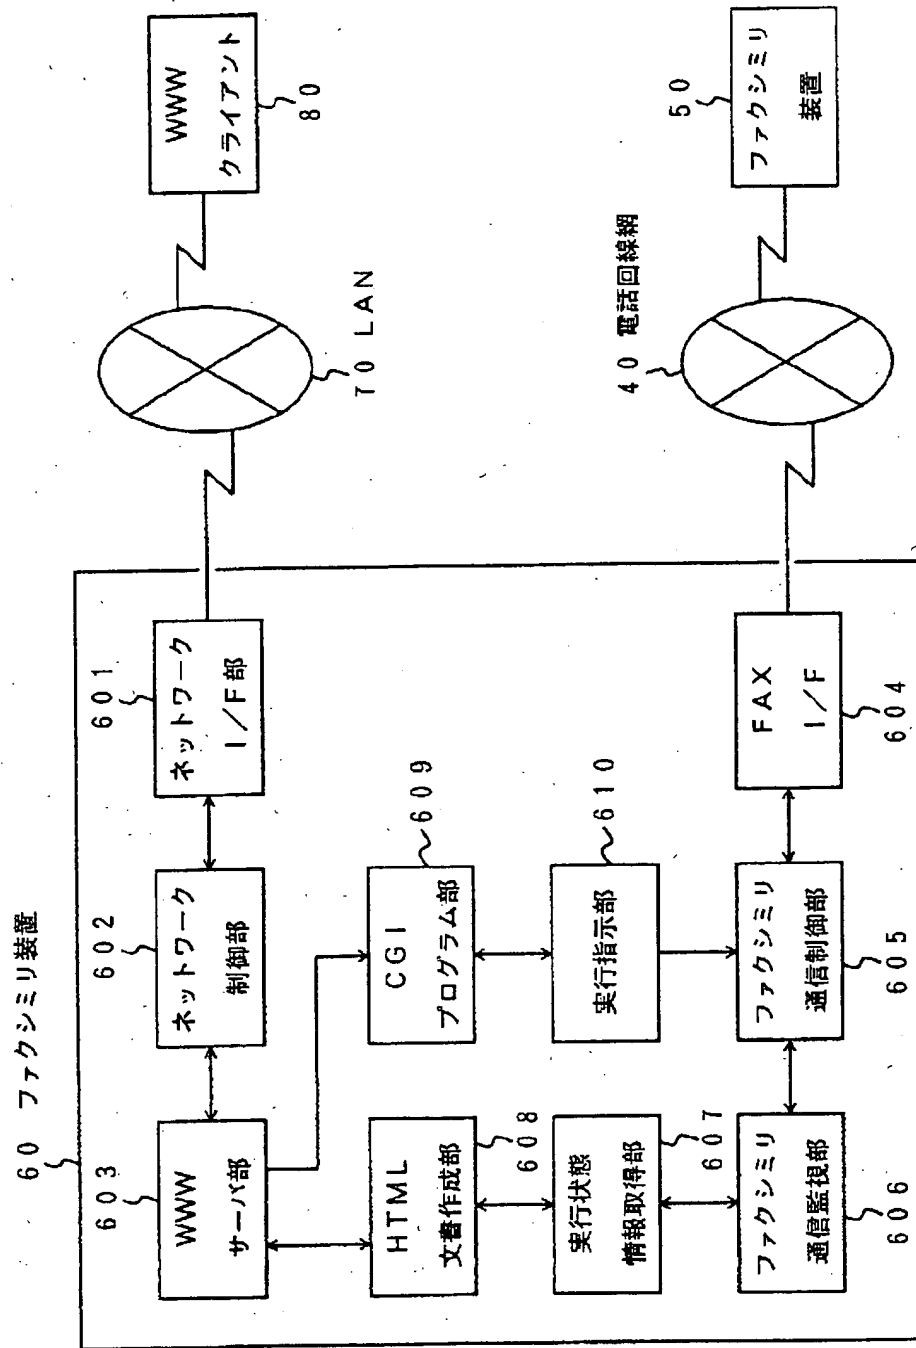 60 ファクシミリ装置
603
WWW
サーバ部
602
ネットワーク
制御部
601
ネットワーク
I/F部
70 LAN
WWW
クライアント
80
HTML
文書作成部
608
CGI
プログラム部
609
実行状態
情報取得部
607
実行指示部
610
ファクシミリ
通信監視部
606
ファクシミリ
通信制御部
605
FAX
I/F
604
40 電話回線網
50
ファクシミリ
装置